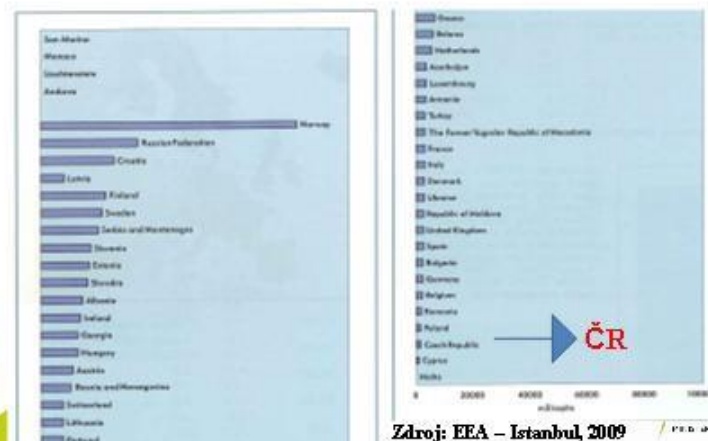 San Marino
Monaco
Liechtenstein
Andorra
Norway
Russian Federation
Croatia
Latvia
Finland
Sweden
Serbia and Montenegro
Slovenia
Estonia
Slovakia
Albania
Ireland
Georgia
Hungary
Austria
Bosnia and Herzegovina
Switzerland
Lithuania
Greece
Belarus
Netherlands
Azerbaijan
Luxembourg
Armenia
Turkey
The Former Yugoslav Republic of Macedonia
France
Italy
Denmark
Ukraine
Republic of Moldova
United Kingdom
Spain
Bulgaria
Germany
Belgium
Romania
Poland
Czech Republic
Cyprus
Malta
ČR
0 20000 40000 60000 80000
m3/capita
Zdroj: EEA – Istanbul, 2009